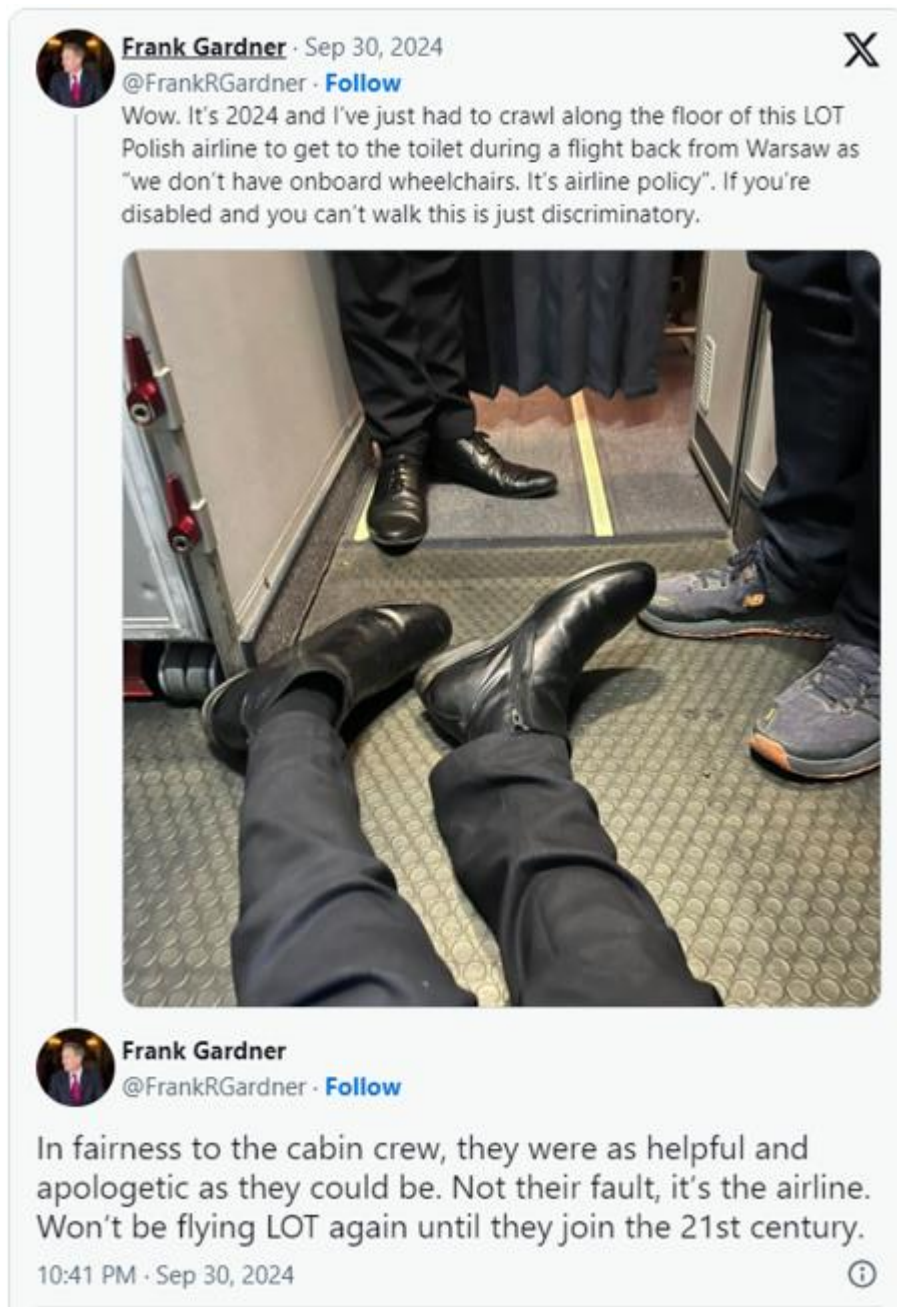 Frank Gardner · Sep 30, 2024
@FrankRGardner · Follow
Wow. It’s 2024 and I’ve just had to crawl along the floor of this LOT
Polish airline to get to the toilet during a flight back from Warsaw as
“we don’t have onboard wheelchairs. It’s airline policy”. If you’re
disabled and you can’t walk this is just discriminatory.
Frank Gardner
@FrankRGardner · Follow
In fairness to the cabin crew, they were as helpful and
apologetic as they could be. Not their fault, it’s the airline.
Won’t be flying LOT again until they join the 21st century.
10:41 PM · Sep 30, 2024